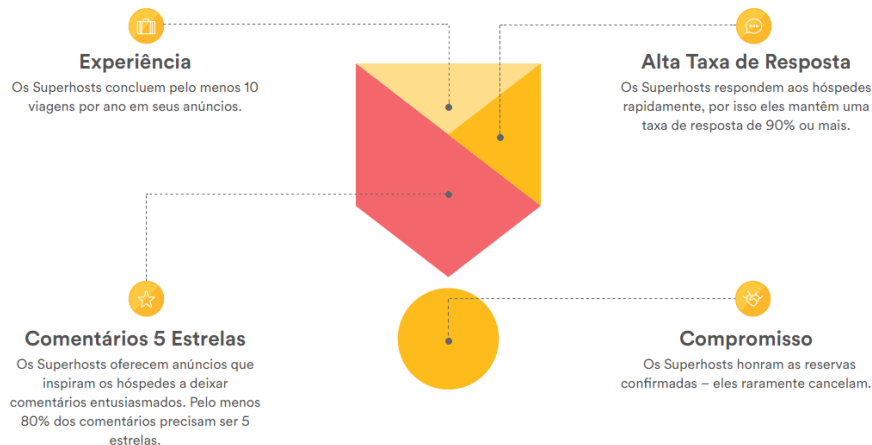 Experiência
Os Superhosts concluem pelo menos 10
viagens por ano em seus anúncios.
Alta Taxa de Resposta
Os Superhosts respondem aos hóspedes
rapidamente, por isso eles mantêm uma
taxa de resposta de 90% ou mais.
Comentários 5 Estrelas
Os Superhosts oferecem anúncios que
inspiram os hóspedes a deixar
comentários entusiasmados. Pelo menos
80% dos comentários precisam ser 5
estrelas.
Compromisso
Os Superhosts honram as reservas
confirmadas – eles raramente cancelam.